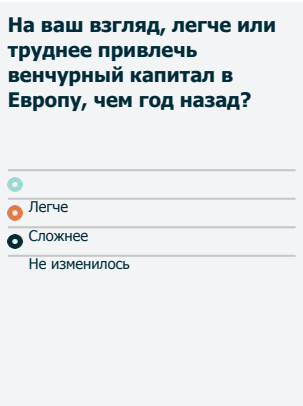 На ваш взгляд, легче или
труднее привлечь
венчурный капитал в
Европу, чем год назад?
Легче
Сложнее
Не изменилось